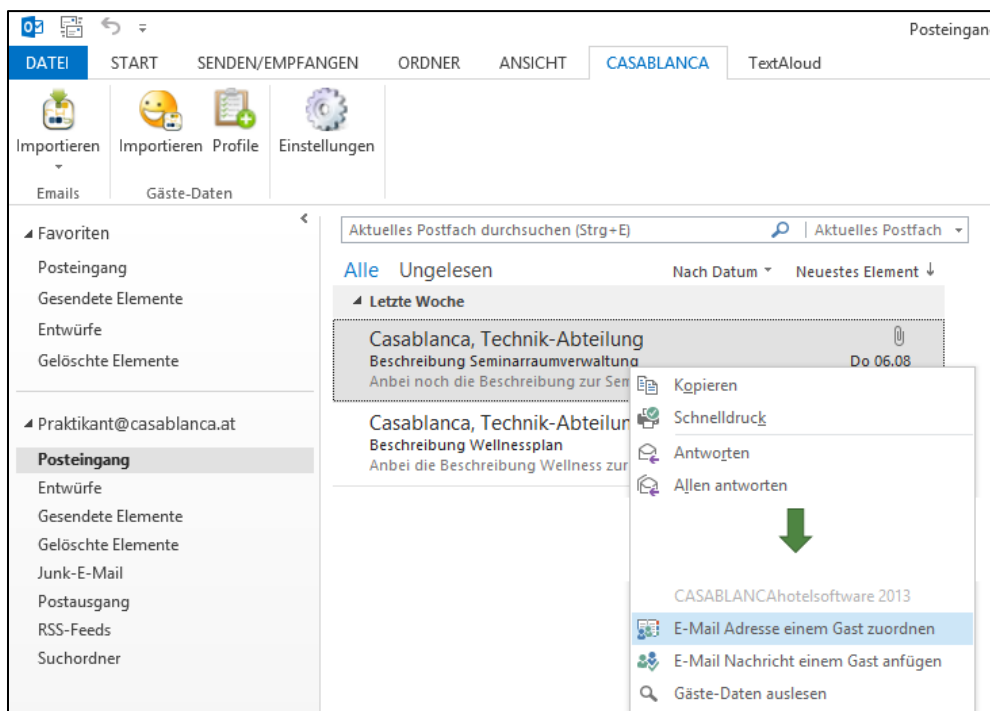 Posteingan
DATEI START SENDEN/EMPFANGEN ORDNER ANSICHT CASABLANCA TextAloud
Importieren Importieren Profile Einstellungen
Emails Gäste-Daten
Favoriten
Posteingang
Gesendete Elemente
Entwürfe
Gelöschte Elemente
Praktikant@casablanca.at
Posteingang
Entwürfe
Gesendete Elemente
Gelöschte Elemente
Junk-E-Mail
Postausgang
RSS-Feeds
Suchordner
Aktuelles Postfach durchsuchen (Strg+E) Aktuelles Postfach
Alle Ungelesen Nach Datum Neuestes Element
Letzte Woche
Casablanca, Technik-Abteilung
Beschreibung Seminarraumverwaltung Do 06.08
Anbei noch die Beschreibung zur Sem
Casablanca, Technik-Abteilun
Beschreibung Wellnessplan
Anbei die Beschreibung Wellness zur
Kopieren
Schnelldruck
Antworten
Allen antworten
CASABLANCAhotelsoftware 2013
E-Mail Adresse einem Gast zuordnen
E-Mail Nachricht einem Gast anfügen
Gäste-Daten auslesen